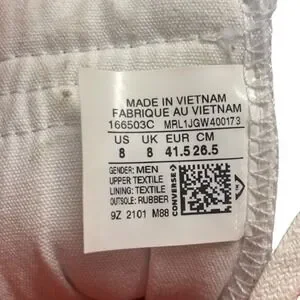 MADE IN VIETNAM
FABRIQUE AU VIETNAM
166503C MRL1JGW400173
US UK EUR CM
8 8 41.5 26.5
GENDER: MEN
UPPER: TEXTILE
LINING: TEXTILE
OUTSOLE: RUBBER
CONVERSE
9Z 2101 M88